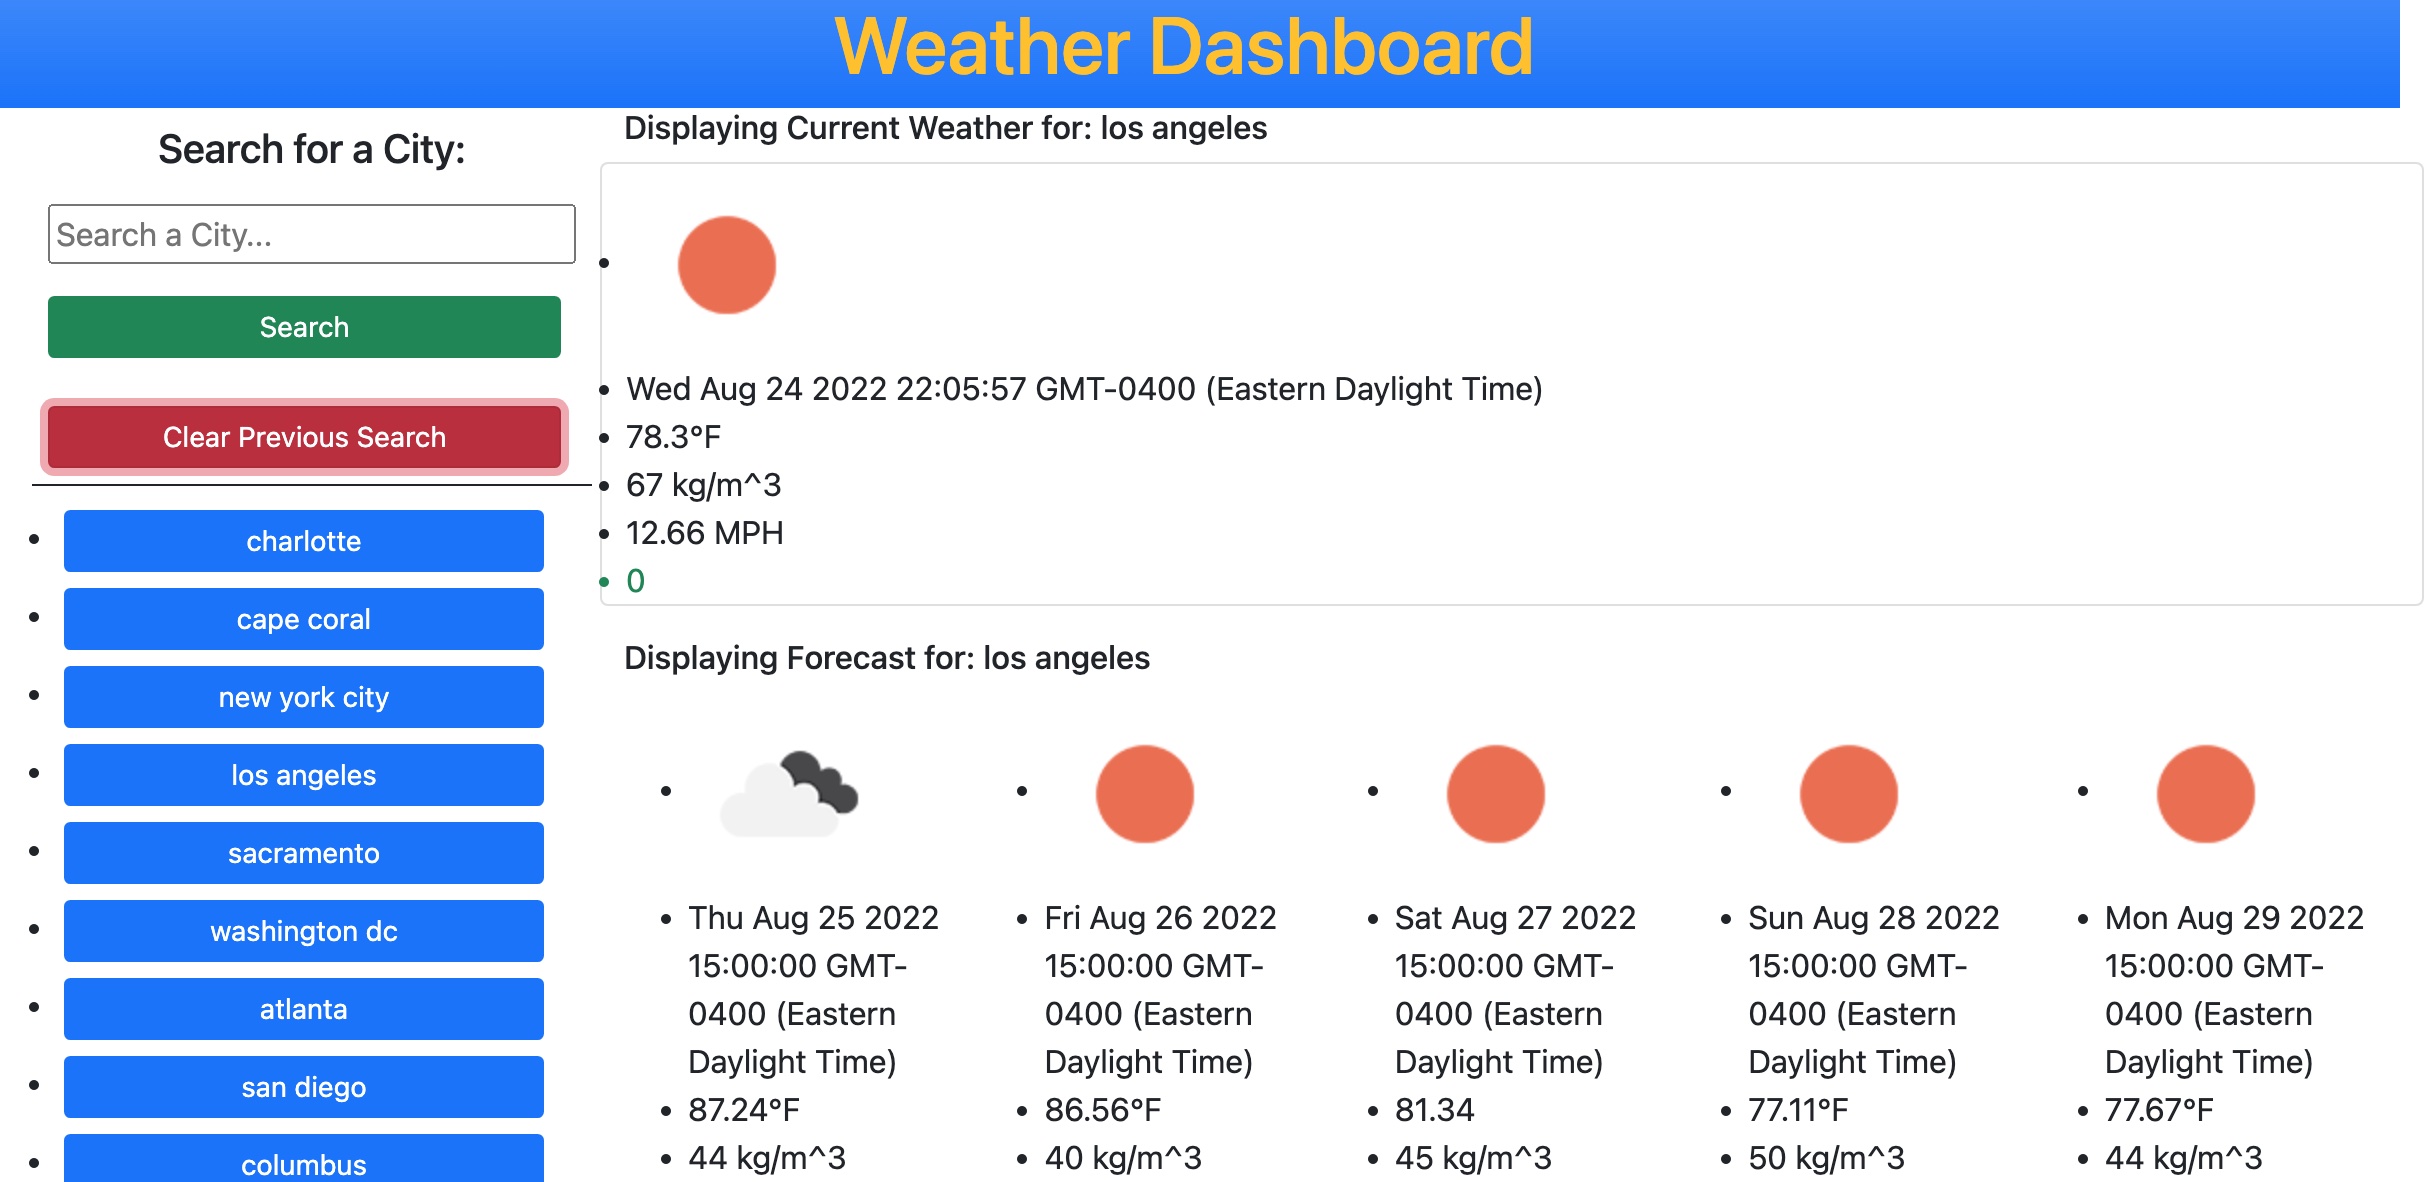 Weather Dashboard
Search for a City:
Search a City...
Search
Clear Previous Search
charlotte
cape coral
new york city
los angeles
sacramento
washington dc
atlanta
san diego
columbus
Displaying Current Weather for: los angeles
Wed Aug 24 2022 22:05:57 GMT-0400 (Eastern Daylight Time)
78.3°F
67 kg/m^3
12.66 MPH
0
Displaying Forecast for: los angeles
Thu Aug 25 2022
15:00:00 GMT-
0400 (Eastern
Daylight Time)
87.24°F
44 kg/m^3
Fri Aug 26 2022
15:00:00 GMT-
0400 (Eastern
Daylight Time)
86.56°F
40 kg/m^3
Sat Aug 27 2022
15:00:00 GMT-
0400 (Eastern
Daylight Time)
81.34
45 kg/m^3
Sun Aug 28 2022
15:00:00 GMT-
0400 (Eastern
Daylight Time)
77.11°F
50 kg/m^3
Mon Aug 29 2022
15:00:00 GMT-
0400 (Eastern
Daylight Time)
77.67°F
44 kg/m^3